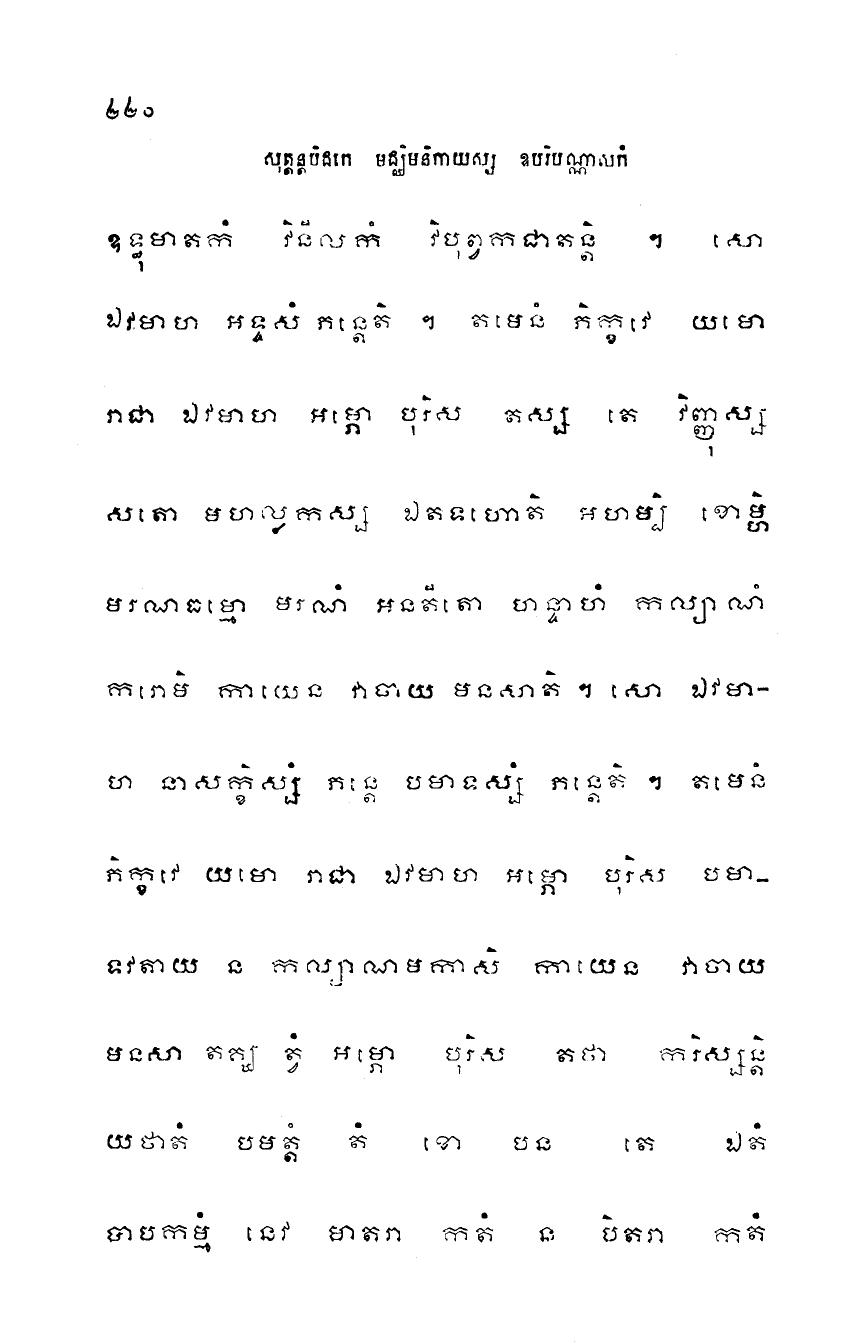 ២២០
សុត្តន្តបិដកេ មជ្ឈិមនិកាយស្ស ឧបរិបណ្ណាសកំ
ឧទ្ធុមាតកំ វិនីលកំ វិបុព្វកជាតន្តិ ។ សោ
ឯវមាហ អទ្ទសំ ភន្តេតិ ។ តមេនំ ភិក្ខវេ យមោ
រាជា ឯវមាហ អម្ភោ បុរិស តស្ស តេ វិញ្ញុស្ស
សតោ មហល្លកស្ស ឯតទហោតិ អហម្បិ ខោម្ហិ
មរណធម្មោ មរណំ អនតីតោ ហន្ទាហំ កល្យាណំ
ករោមិ កាយេន វាចាយ មនសាតិ ។ សោ ឯវមា-
ហ នាសក្ខិស្សំ ភន្តេ បមាទស្សំ ភន្តេតិ ។ តមេនំ
ភិក្ខវេ យមោ រាជា ឯវមាហ អម្ភោ បុរិស បមា-
ទវតាយ ន កល្យាណមកាសិ កាយេន វាចាយ
មនសា តគ្ឃ ត្វំ អម្ភោ បុរិស តថា ករិស្សន្តិ
យថាតំ បមត្តំ តំ ខោ បន តេ ឯតំ
បាបកម្មំ នេវ មាតរា កតំ ន បិតរា កតំ